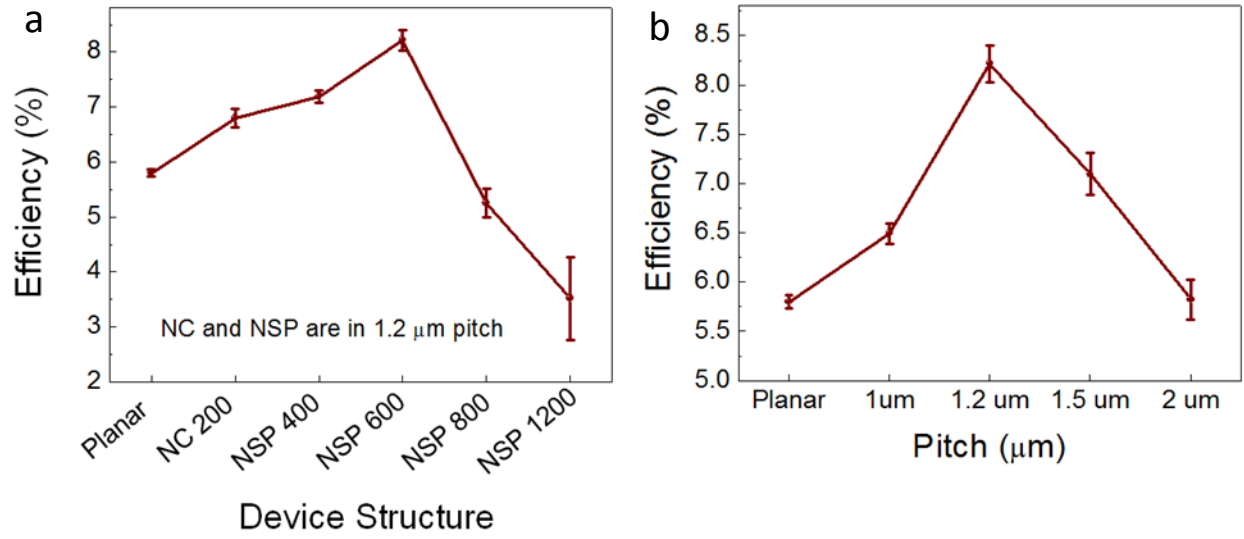 a
Efficiency (%)
8
7
6
5
4
3
2
NC and NSP are in 1.2 μm pitch
Planar
NC 200
NSP 400
NSP 600
NSP 800
NSP 1200
Device Structure
b
Efficiency (%)
8.5
8.0
7.5
7.0
6.5
6.0
5.5
5.0
Planar
1um
1.2 um
1.5 um
2 um
Pitch (μm)